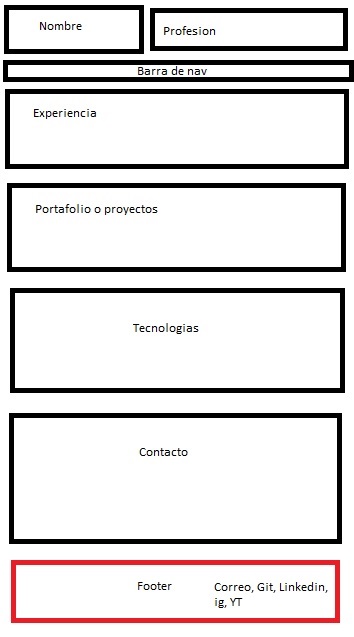 Nombre
Profesion
Barra de nav
Experiencia
Portafolio o proyectos
Tecnologias
Contacto
Footer
Correo, Git, Linkedin,
ig, YT